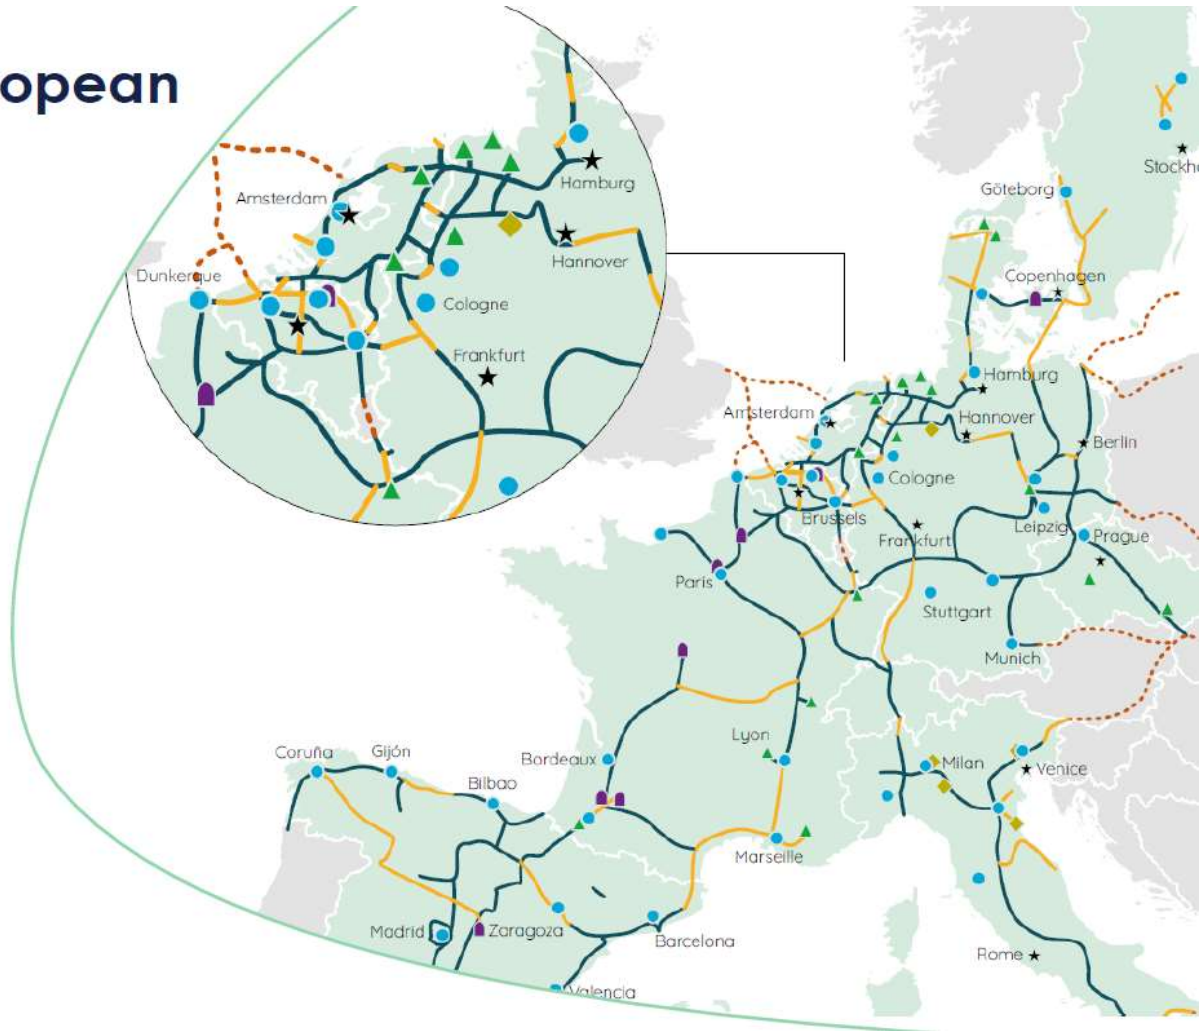 opean
Amsterdam
Hamburg
Hannover
Dunkerque
Cologne
Frankfurt
Stockh
Göteborg
Copenhagen
Hamburg
Amsterdam
Hannover
Berlin
Cologne
Brussels
Leipzig
Frankfurt
Prague
Paris
Stuttgart
Munich
Lyon
Coruña
Gijón
Bordeaux
Milan
Venice
Bilbao
Marseille
Madrid
Zaragoza
Barcelona
Rome
Valencia